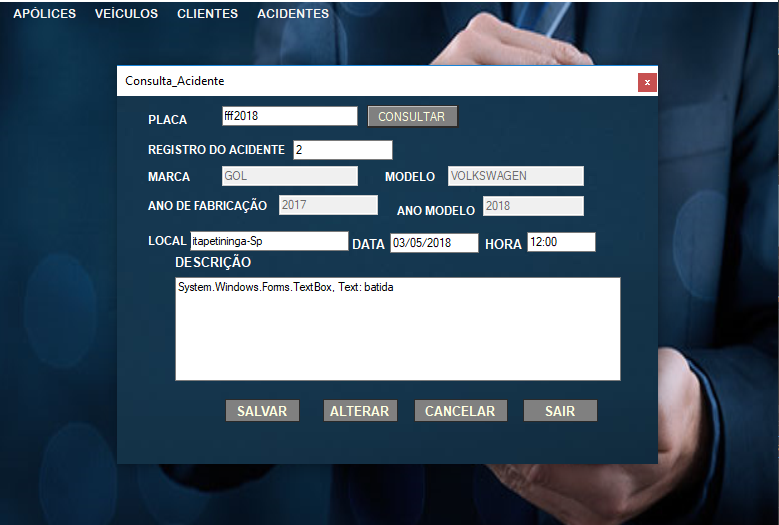 APÓLICES VEÍCULOS CLIENTES ACIDENTES
Consulta_Acidente x
PLACA fff2018 CONSULTAR
REGISTRO DO ACIDENTE 2
MARCA GOL MODELO VOLKSWAGEN
ANO DE FABRICAÇÃO 2017 ANO MODELO 2018
LOCAL itapetininga-Sp DATA 03/05/2018 HORA 12:00
DESCRIÇÃO
System.Windows.Forms.TextBox, Text: batida
SALVAR ALTERAR CANCELAR SAIR